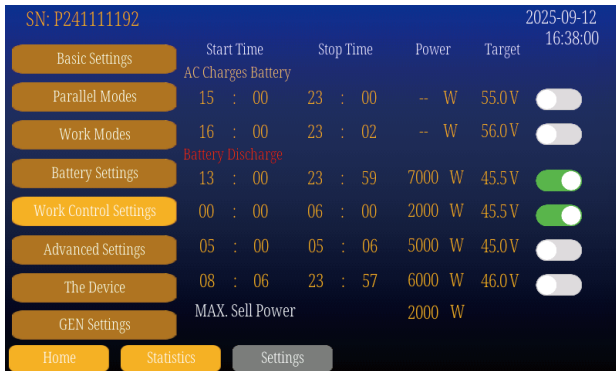 SN: P241111192
2025-09-12
16:38:00
Basic Settings
Parallel Modes
Work Modes
Battery Settings
Work Control Settings
Advanced Settings
The Device
GEN Settings
Start Time Stop Time Power Target
AC Charges Battery
15 : 00 23 : 00 -- W 55.0 V
16 : 00 23 : 02 -- W 56.0 V
Battery Discharge
13 : 00 23 : 59 7000 W 45.5 V
00 : 00 06 : 00 2000 W 45.5 V
05 : 00 05 : 06 5000 W 45.0 V
08 : 06 23 : 57 6000 W 46.0 V
MAX. Sell Power 2000 W
Home Statistics Settings